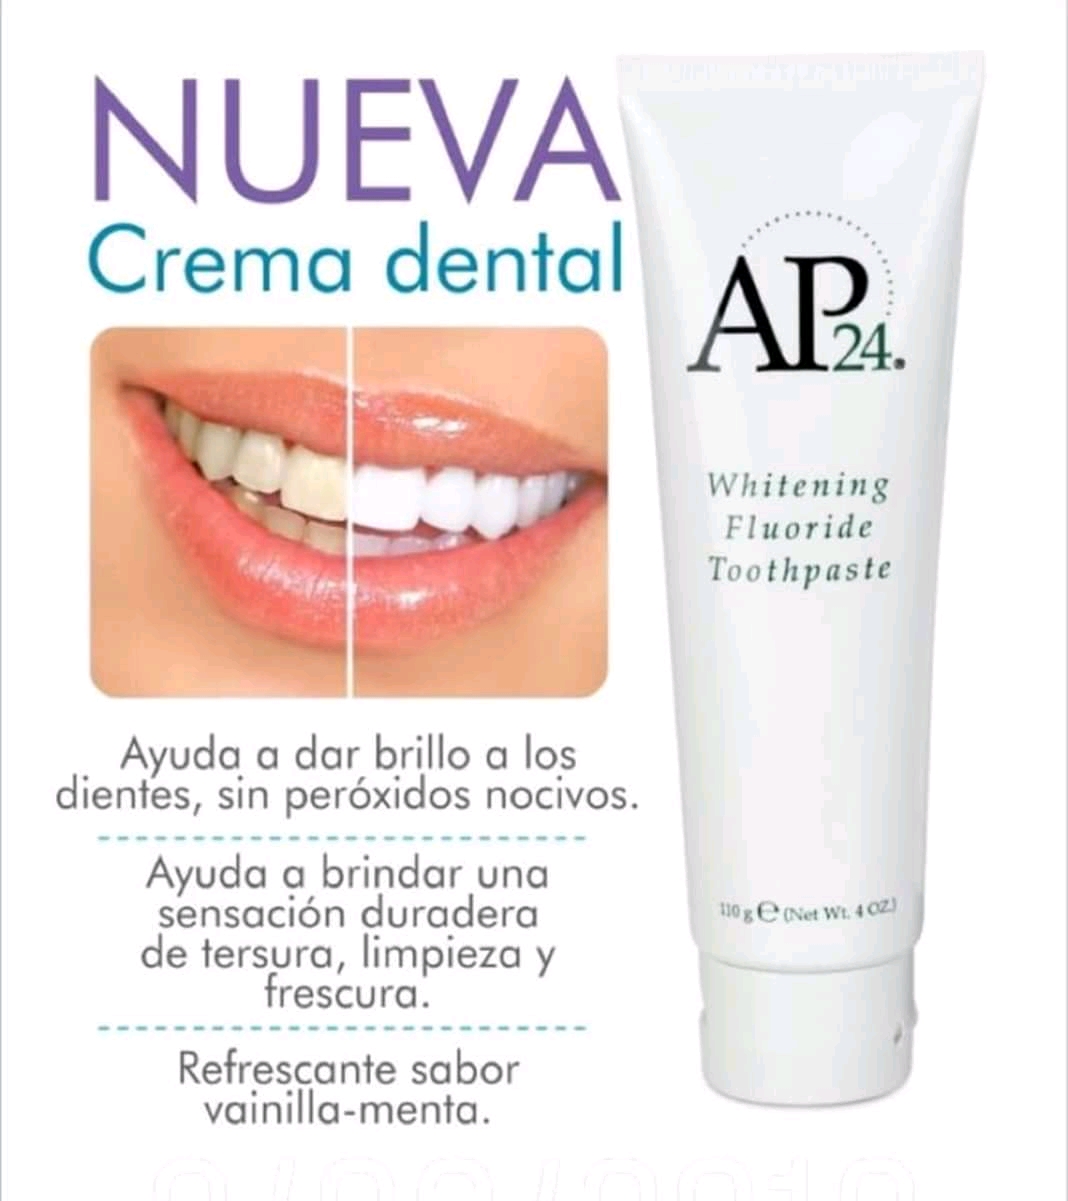 NUEVA
Crema dental
AP24®
Whitening
Fluoride
Toothpaste
Ayuda a dar brillo a los
dientes, sin peróxidos nocivos.
Ayuda a brindar una
sensación duradera
de tersura, limpieza y
frescura.
Refrescante sabor
vainilla-menta.
110 g ℮ (Net Wt. 4 OZ.)